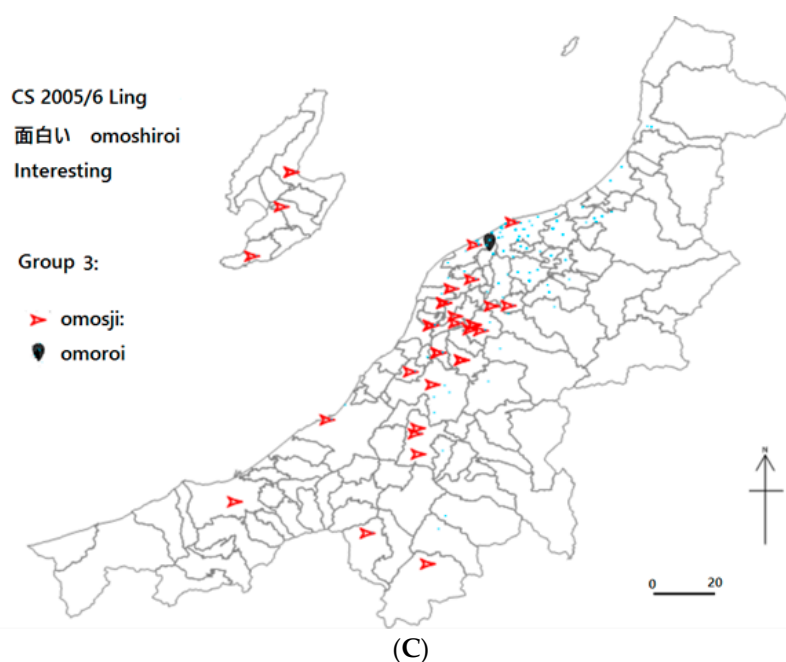 CS 2005/6 Ling
面白い omoshiroi
Interesting
Group 3:
omosji:
omoroi
N
0 20
(C)